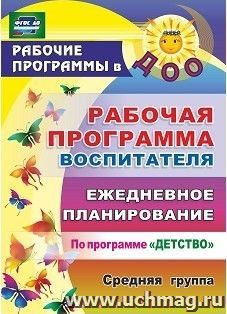 ФГОС ДО
РАБОЧИЕ
ПРОГРАММЫ В
ДОО
РАБОЧАЯ
ПРОГРАММА
ВОСПИТАТЕЛЯ
ЕЖЕДНЕВНОЕ
ПЛАНИРОВАНИЕ
По программе «ДЕТСТВО»
Средняя группа
www.uchmag.ru